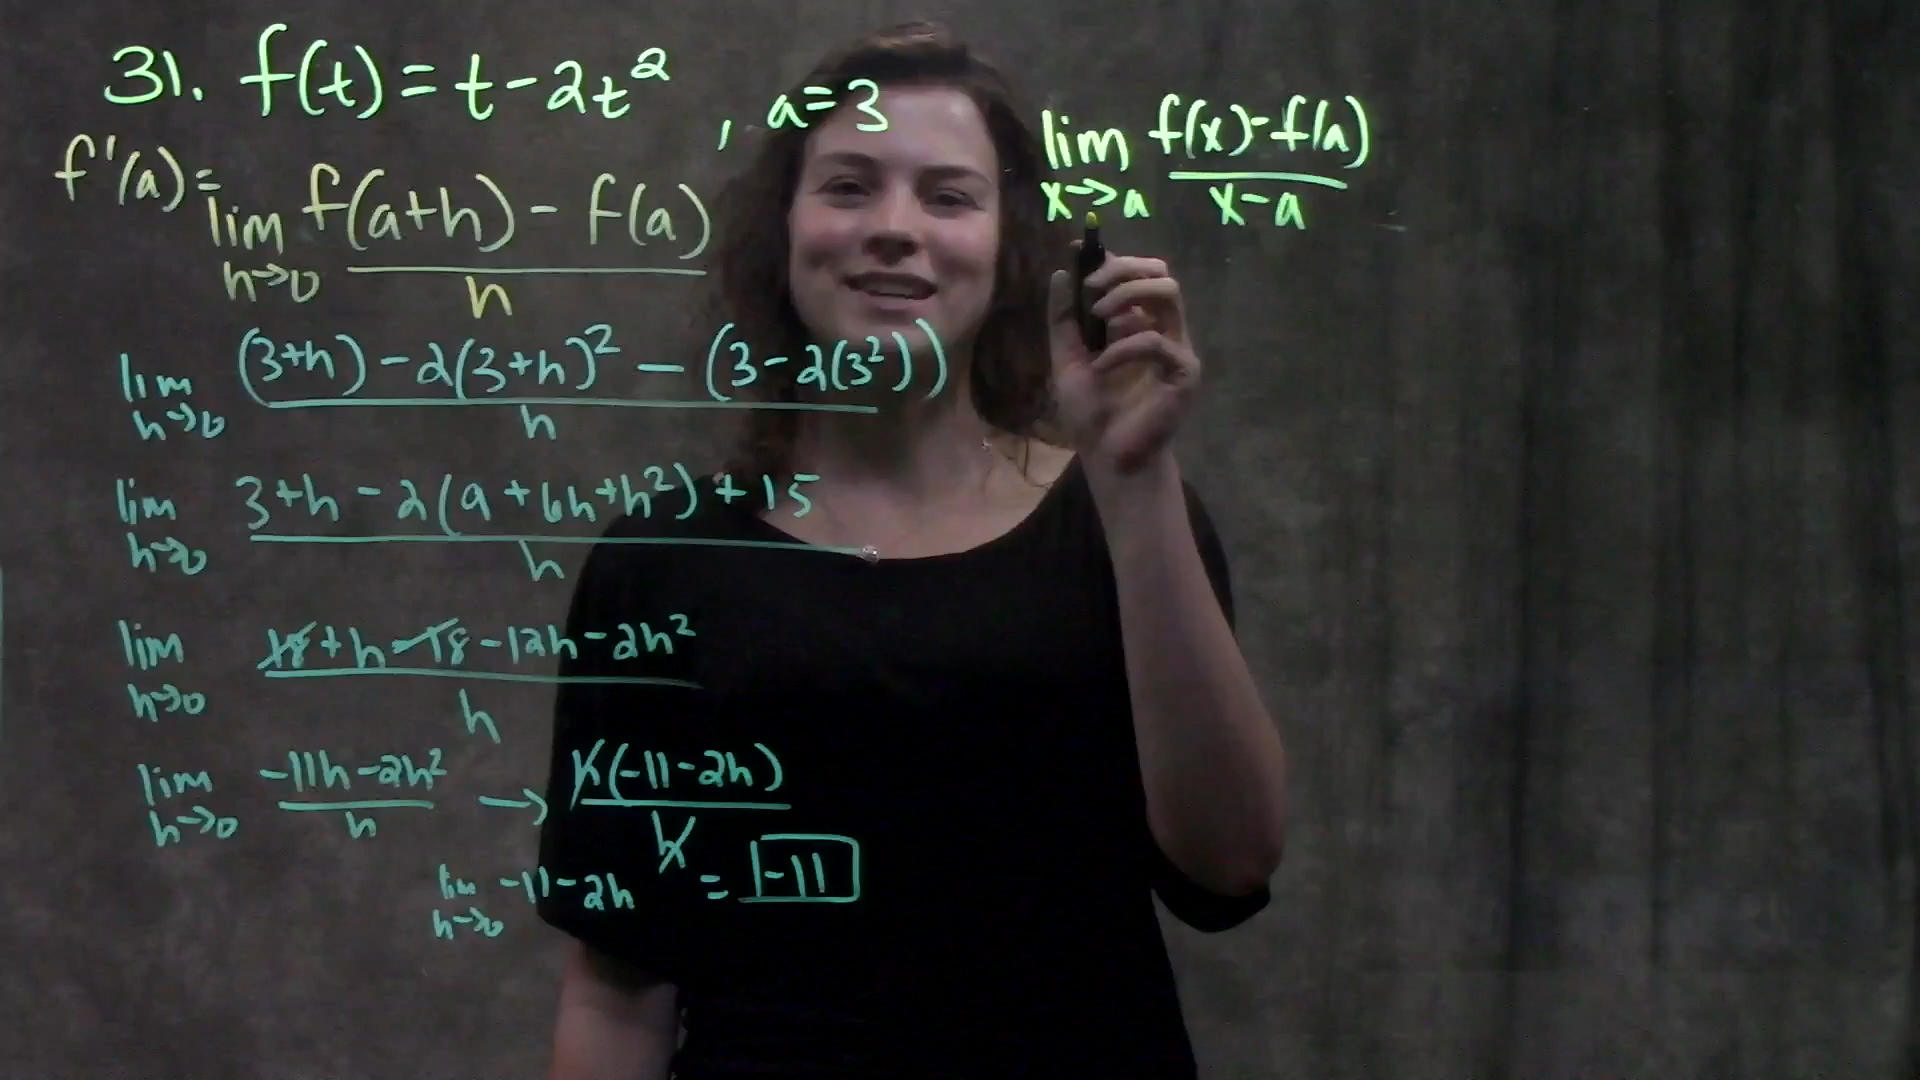 31. f(t) = t - 2t² , a = 3
f'(a) = lim h→0 f(a+h) - f(a) / h
lim h→0 (3+h) - 2(3+h)² - (3 - 2(3²)) / h
lim h→0 3+h - 2(9+6h+h²) + 15 / h
lim h→0 18 + h - 18 - 12h - 2h² / h
lim h→0 -11h - 2h² / h → h(-11 - 2h) / h
lim h→0 -11 - 2h = -11
lim x→a f(x) - f(a) / x - a